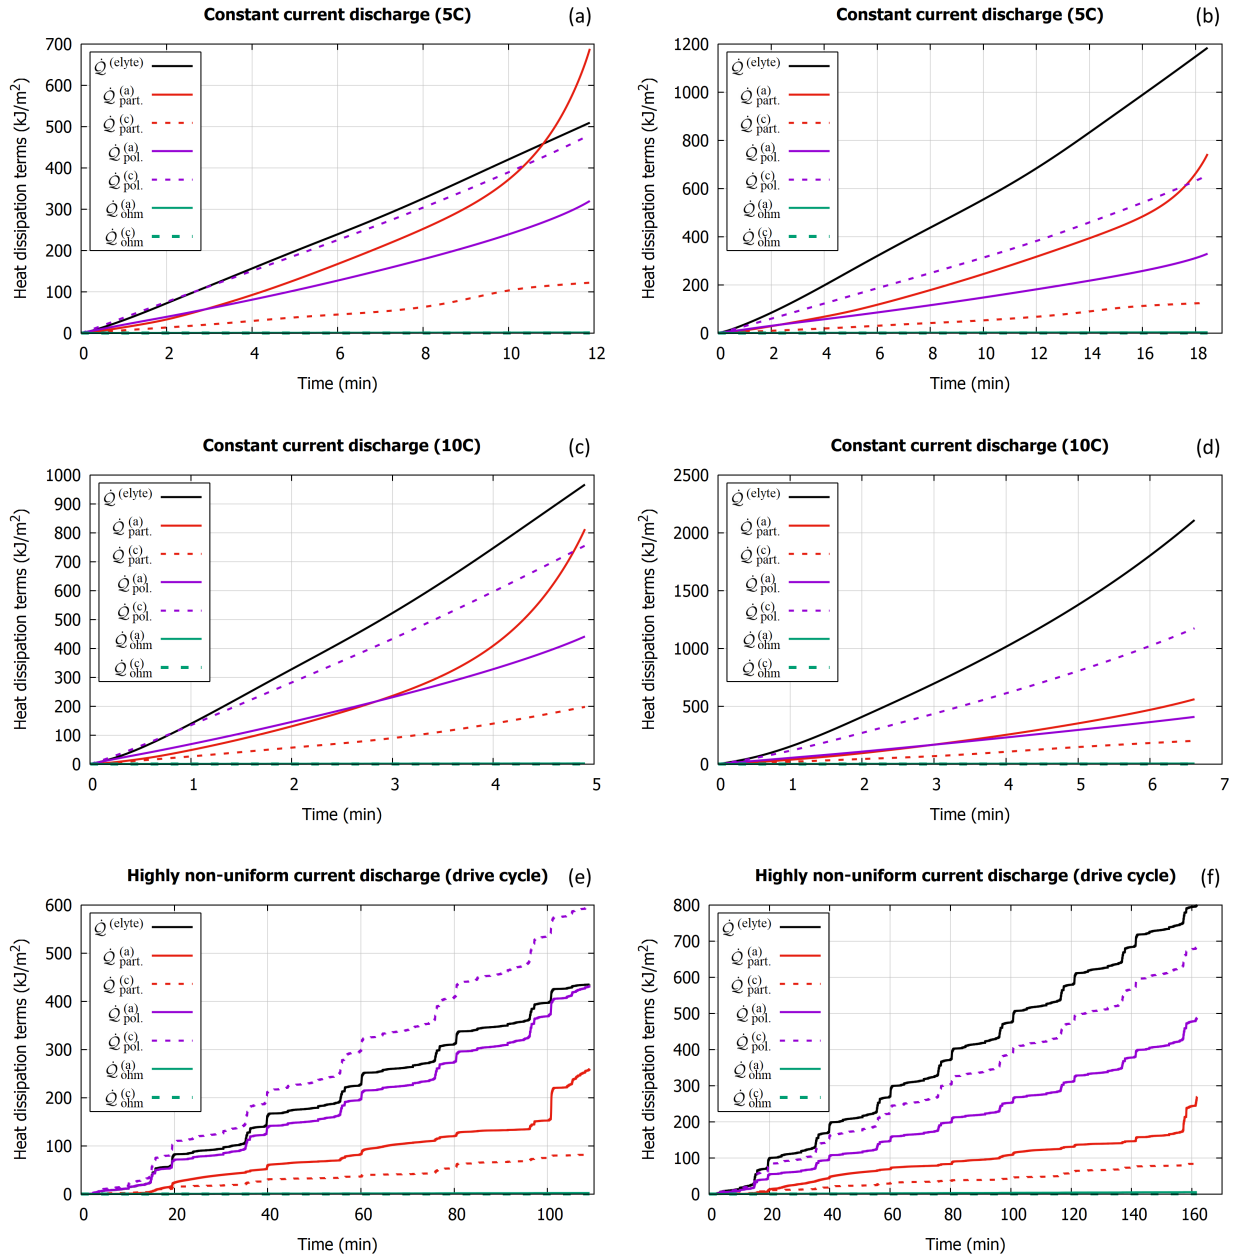 Constant current discharge (5C) (a)
Heat dissipation terms (kJ/m²)
700
600
500
400
300
200
100
0
Q̇ (elyte)
Q̇ (a) part.
Q̇ (c) part.
Q̇ (a) pol.
Q̇ (c) pol.
Q̇ (a) ohm
Q̇ (c) ohm
0 2 4 6 8 10 12
Time (min)
Constant current discharge (5C) (b)
Heat dissipation terms (kJ/m²)
1200
1000
800
600
400
200
0
Q̇ (elyte)
Q̇ (a) part.
Q̇ (c) part.
Q̇ (a) pol.
Q̇ (c) pol.
Q̇ (a) ohm
Q̇ (c) ohm
0 2 4 6 8 10 12 14 16 18
Time (min)
Constant current discharge (10C) (c)
Heat dissipation terms (kJ/m²)
1000
900
800
700
600
500
400
300
200
100
0
Q̇ (elyte)
Q̇ (a) part.
Q̇ (c) part.
Q̇ (a) pol.
Q̇ (c) pol.
Q̇ (a) ohm
Q̇ (c) ohm
0 1 2 3 4 5
Time (min)
Constant current discharge (10C) (d)
Heat dissipation terms (kJ/m²)
2500
2000
1500
1000
500
0
Q̇ (elyte)
Q̇ (a) part.
Q̇ (c) part.
Q̇ (a) pol.
Q̇ (c) pol.
Q̇ (a) ohm
Q̇ (c) ohm
0 1 2 3 4 5 6 7
Time (min)
Highly non-uniform current discharge (drive cycle) (e)
Heat dissipation terms (kJ/m²)
600
500
400
300
200
100
0
Q̇ (elyte)
Q̇ (a) part.
Q̇ (c) part.
Q̇ (a) pol.
Q̇ (c) pol.
Q̇ (a) ohm
Q̇ (c) ohm
0 20 40 60 80 100
Time (min)
Highly non-uniform current discharge (drive cycle) (f)
Heat dissipation terms (kJ/m²)
800
700
600
500
400
300
200
100
0
Q̇ (elyte)
Q̇ (a) part.
Q̇ (c) part.
Q̇ (a) pol.
Q̇ (c) pol.
Q̇ (a) ohm
Q̇ (c) ohm
0 20 40 60 80 100 120 140 160
Time (min)